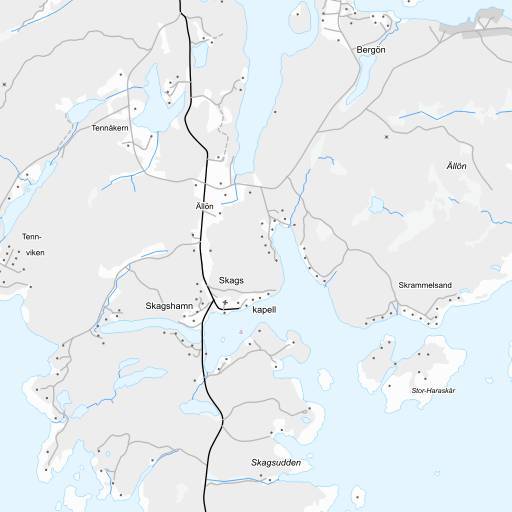 Bergön
Tennåkern
Ällön
Ällön
Tenn-
viken
Skags
Skrammelsand
Skagshamn
kapell
Stor-Haraskär
Skagsudden